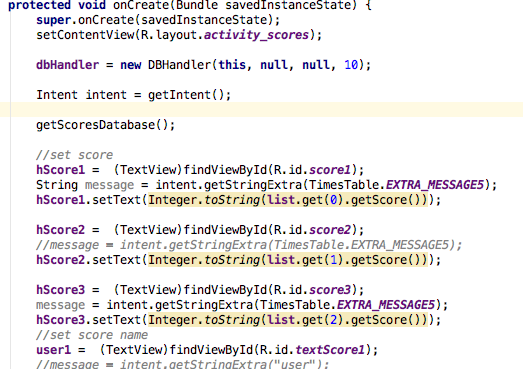 protected void onCreate(Bundle savedInstanceState) {
super.onCreate(savedInstanceState);
setContentView(R.layout.activity_scores);
dbHandler = new DBHandler(this, null, null, 10);
Intent intent = getIntent();
getScoresDatabase();
//set score
hScore1 =  (TextView)findViewById(R.id.score1);
String message = intent.getStringExtra(TimesTable.EXTRA_MESSAGE5);
hScore1.setText(Integer.toString(list.get(0).getScore()));
hScore2 =  (TextView)findViewById(R.id.score2);
//message = intent.getStringExtra(TimesTable.EXTRA_MESSAGE5);
hScore2.setText(Integer.toString(list.get(1).getScore()));
hScore3 =  (TextView)findViewById(R.id.score3);
message = intent.getStringExtra(TimesTable.EXTRA_MESSAGE5);
hScore3.setText(Integer.toString(list.get(2).getScore()));
//set score name
user1 =  (TextView)findViewById(R.id.textScore1);
//message = intent.getStringExtra("user");